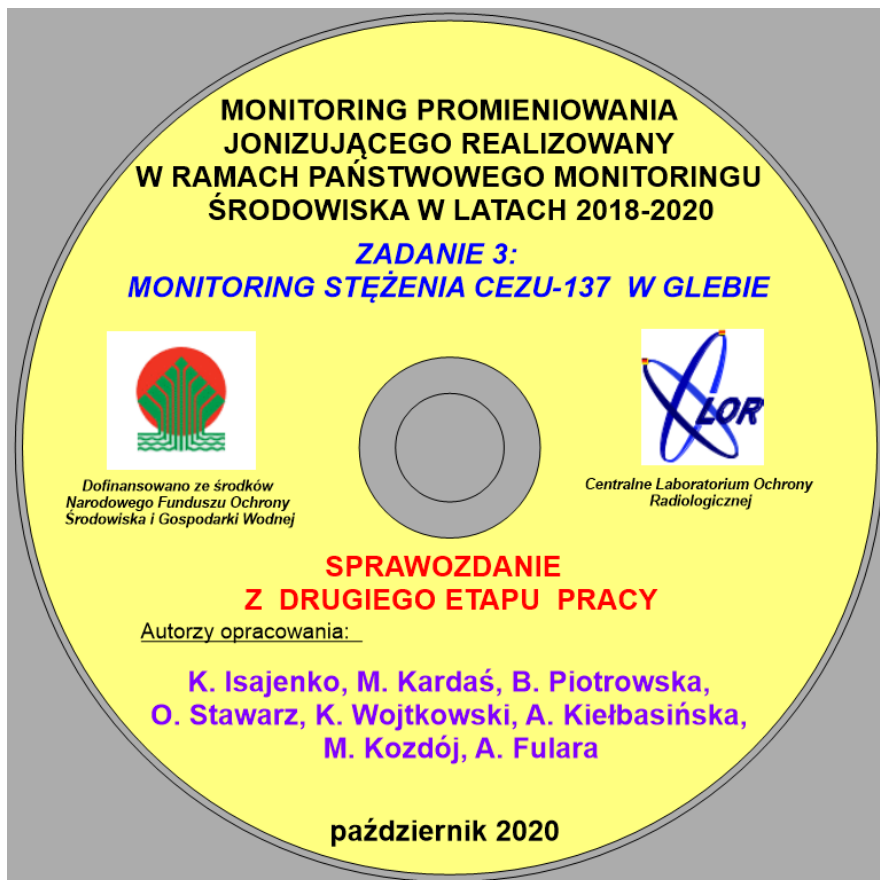 MONITORING PROMIENIOWANIA
JONIZUJĄCEGO REALIZOWANY
W RAMACH PAŃSTWOWEGO MONITORINGU
ŚRODOWISKA W LATACH 2018-2020
ZADANIE 3:
MONITORING STĘŻENIA CEZU-137 W GLEBIE
Dofinansowano ze środków
Narodowego Funduszu Ochrony
Środowiska i Gospodarki Wodnej
LOR
Centralne Laboratorium Ochrony
Radiologicznej
SPRAWOZDANIE
Z DRUGIEGO ETAPU PRACY
Autorzy opracowania:
K. Isajenko, M. Kardaś, B. Piotrowska,
O. Stawarz, K. Wojtkowski, A. Kiełbasińska,
M. Kozdój, A. Fulara
październik 2020